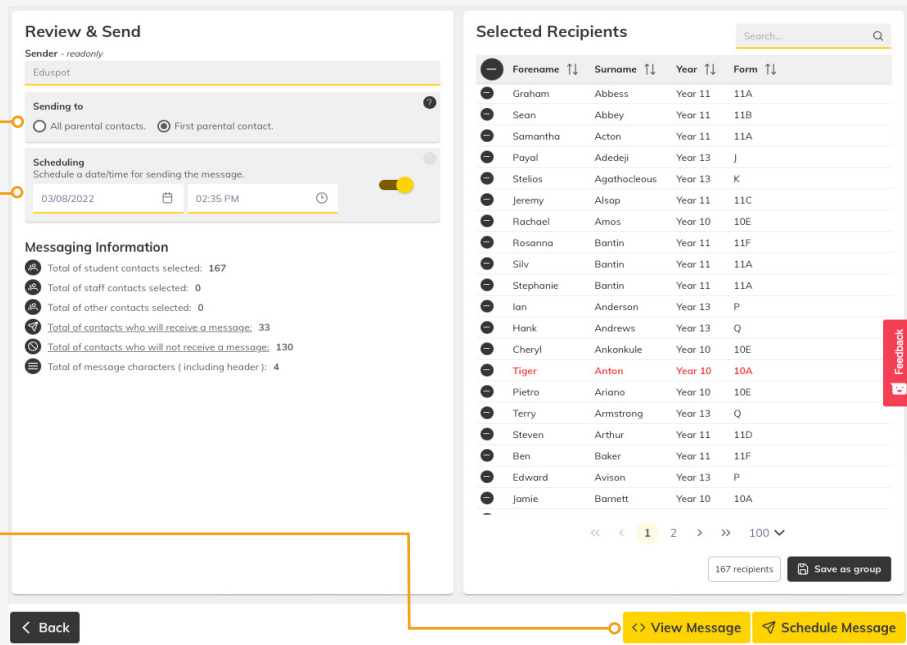 Review & Send
Sender - readonly
Eduspot
Sending to
All parental contacts. First parental contact.
Scheduling
Schedule a date/time for sending the message.
03/08/2022 02:35 PM
Messaging Information
Total of student contacts selected: 167
Total of staff contacts selected: 0
Total of other contacts selected: 0
Total of contacts who will receive a message: 33
Total of contacts who will not receive a message: 130
Total of message characters ( including header ): 4
Selected Recipients
Search...
Forename Surname Year Form
Graham Abbess Year 11 11A
Sean Abbey Year 11 11B
Samantha Acton Year 11 11A
Payal Adedeji Year 13 J
Stelios Agathocleous Year 13 K
Jeremy Alsop Year 11 11C
Rachael Amos Year 10 10E
Rosanna Bantin Year 11 11F
Silv Bantin Year 11 11A
Stephanie Bantin Year 11 11A
Ian Anderson Year 13 P
Hank Andrews Year 13 Q
Cheryl Ankonkule Year 10 10E
Tiger Anton Year 10 10A
Pietro Ariano Year 10 10E
Terry Armstrong Year 13 Q
Steven Arthur Year 11 11D
Ben Baker Year 11 11F
Edward Avison Year 13 P
Jamie Barnett Year 10 10A
<< < 1 2 > >> 100
167 recipients Save as group
Feedback
< Back
<> View Message Schedule Message